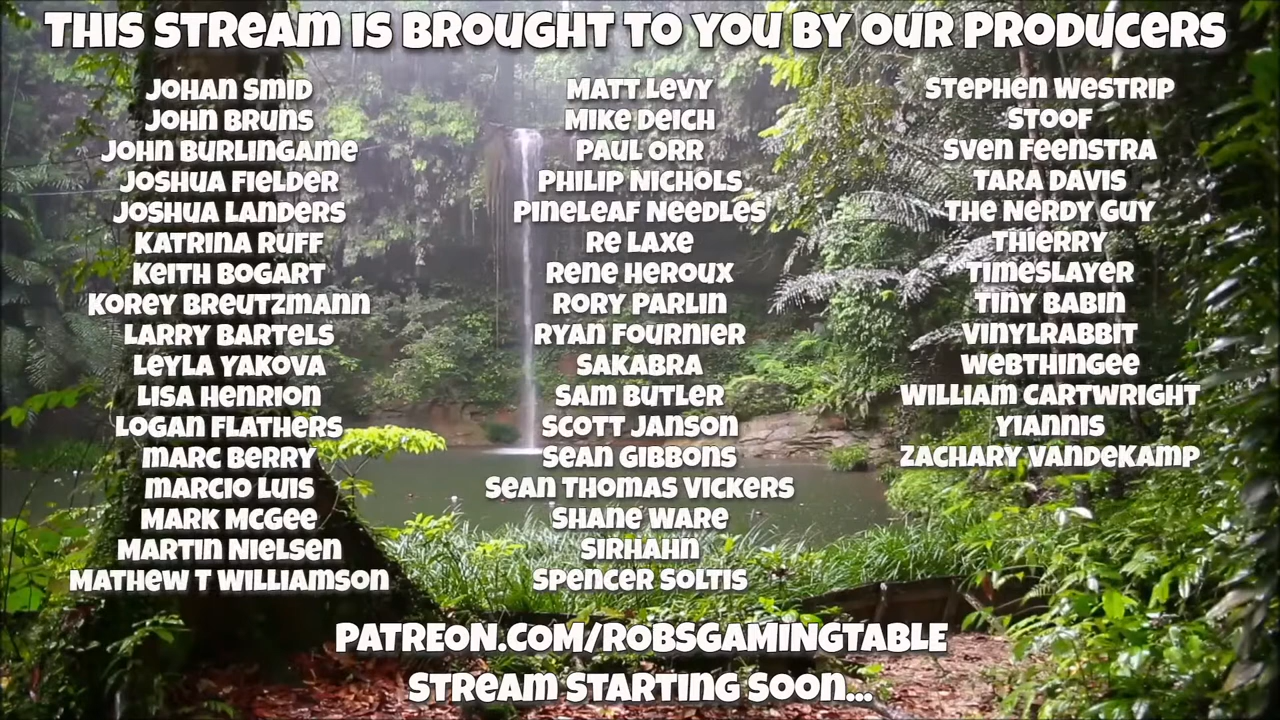 THIS STREAM IS BROUGHT TO YOU BY OUR PRODUCERS
JOHAN SMID
JOHN BRUNS
JOHN BURLINGAME
JOSHUA FIELDER
JOSHUA LANDERS
KATRINA RUFF
KEITH BOGART
KOREY BREUTZMANN
LARRY BARTELS
LEYLA YAKOVA
LISA HENRION
LOGAN FLATHERS
MARC BERRY
MARCIO LUIS
MARK MCGEE
MARTIN NIELSEN
MATHEW T WILLIAMSON
MATT LEVY
MIKE DEICH
PAUL ORR
PHILIP NICHOLS
PINELEAF NEEDLES
RE LAXE
RENE HEROUX
RORY PARLIN
RYAN FOURNIER
SAKABRA
SAM BUTLER
SCOTT JANSON
SEAN GIBBONS
SEAN THOMAS VICKERS
SHANE WARE
SIRHAHN
SPENCER SOLTIS
STEPHEN WESTRIP
STOOF
SVEN FEENSTRA
TARA DAVIS
THE NERDY GUY
THIERRY
TIMESLAYER
TINY BABIN
VINYLRABBIT
WEBTHINGEE
WILLIAM CARTWRIGHT
YIANNIS
ZACHARY VANDEKAMP
PATREON.COM/ROBSGAMINGTABLE
STREAM STARTING SOON...